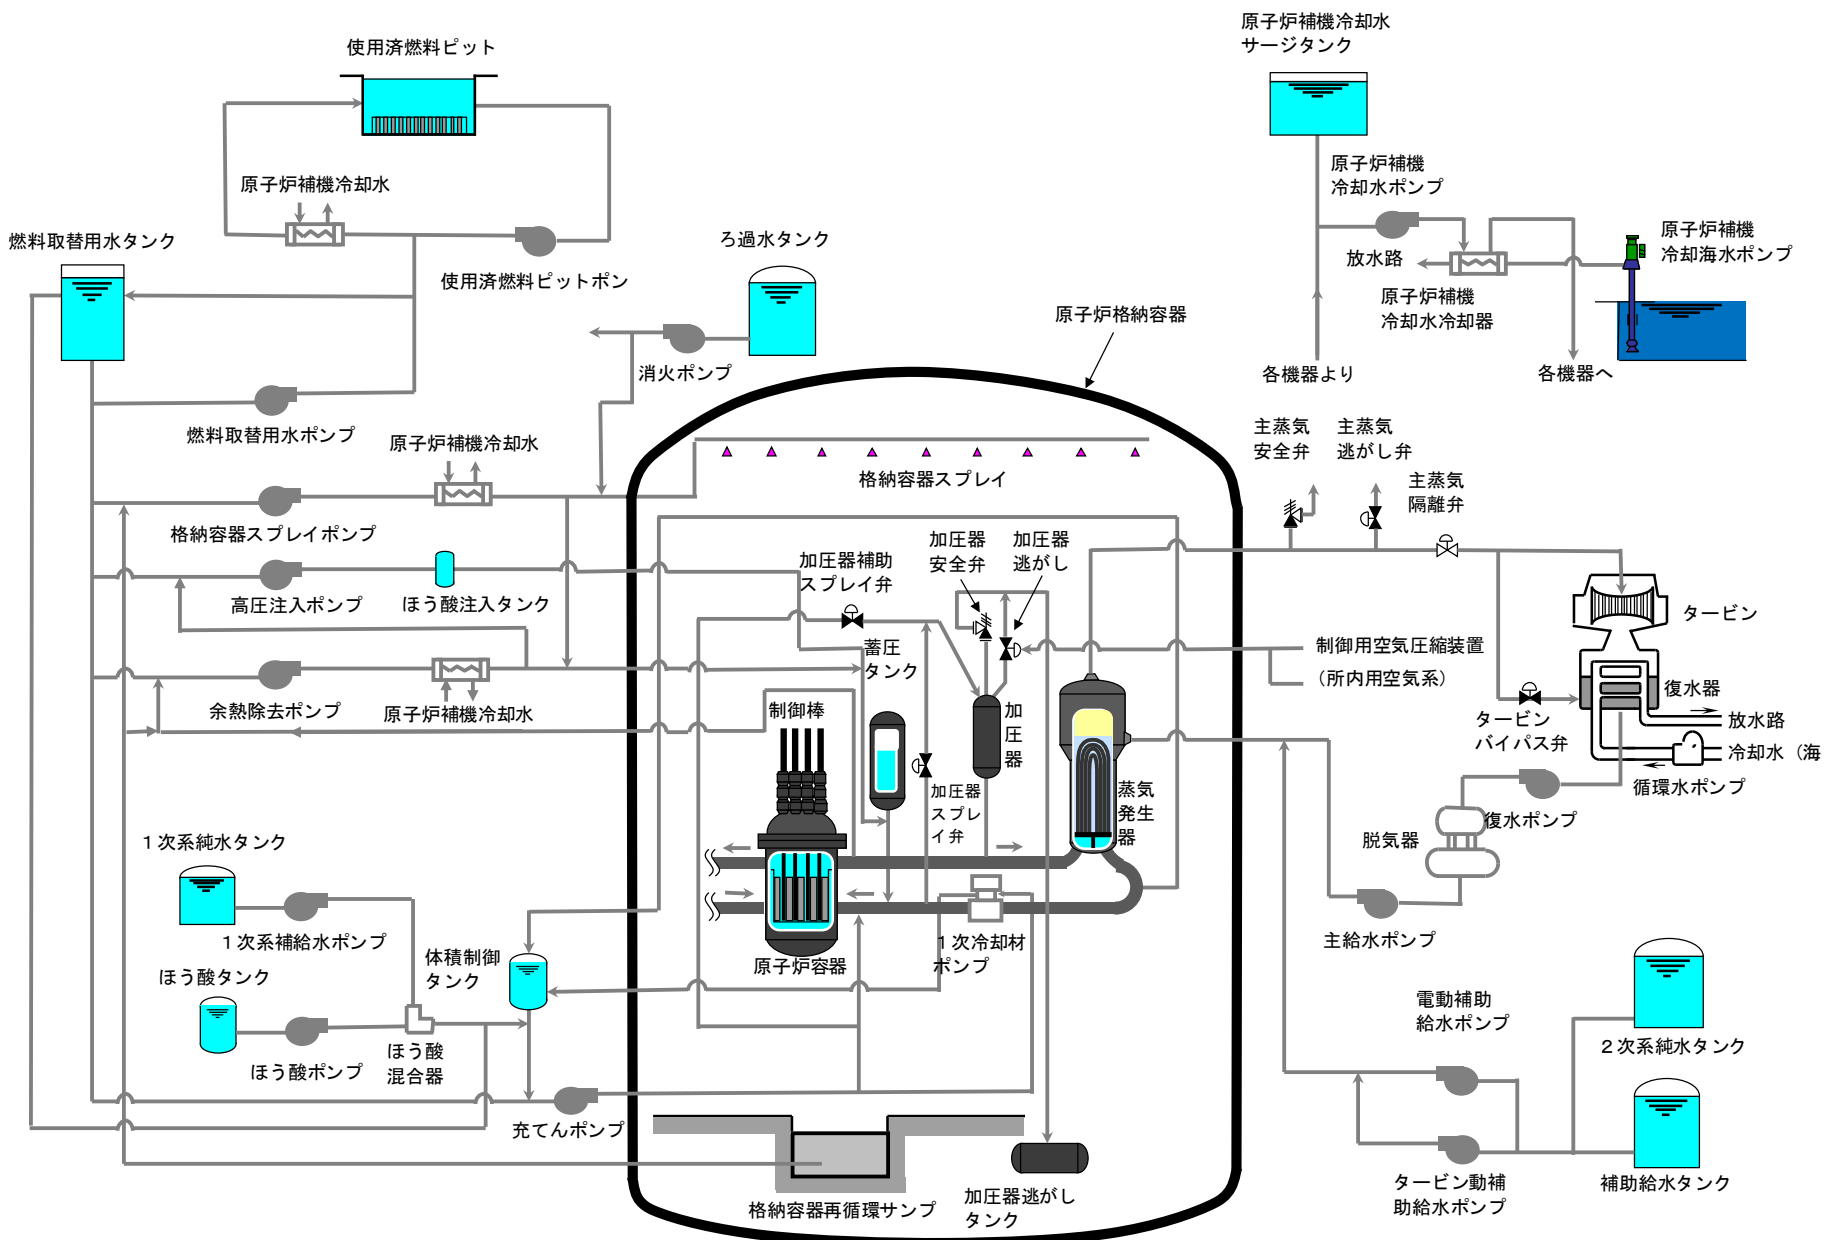 使用済燃料ピット
原子炉補機冷却水
サージタンク
原子炉補機冷却水
燃料取替用水タンク
ろ過水タンク
使用済燃料ピットポン
原子炉補機
冷却水ポンプ
原子炉補機
冷却海水ポンプ
放水路
原子炉補機
冷却水冷却器
原子炉格納容器
消火ポンプ
各機器より
各機器へ
燃料取替用水ポンプ
原子炉補機冷却水
主蒸気
安全弁
主蒸気
逃がし弁
主蒸気
隔離弁
格納容器スプレイ
格納容器スプレイポンプ
加圧器補助
スプレイ弁
加圧器
安全弁
加圧器
逃がし
高圧注入ポンプ
ほう酸注入タンク
タービン
蓄圧
タンク
制御用空気圧縮装置
（所内用空気系）
余熱除去ポンプ
原子炉補機冷却水
制御棒
加
圧
器
復水器
タービン
バイパス弁
放水路
冷却水（海
循環水ポンプ
加圧器
スプレ
イ弁
蒸気
発生
器
復水ポンプ
脱気器
１次系純水タンク
１次系補給水ポンプ
体積制御
タンク
１次冷却材
ポンプ
主給水ポンプ
原子炉容器
ほう酸タンク
電動補助
給水ポンプ
ほう酸ポンプ
ほう酸
混合器
２次系純水タンク
充てんポンプ
格納容器再循環サンプ
加圧器逃がし
タンク
タービン動補
助給水ポンプ
補助給水タンク